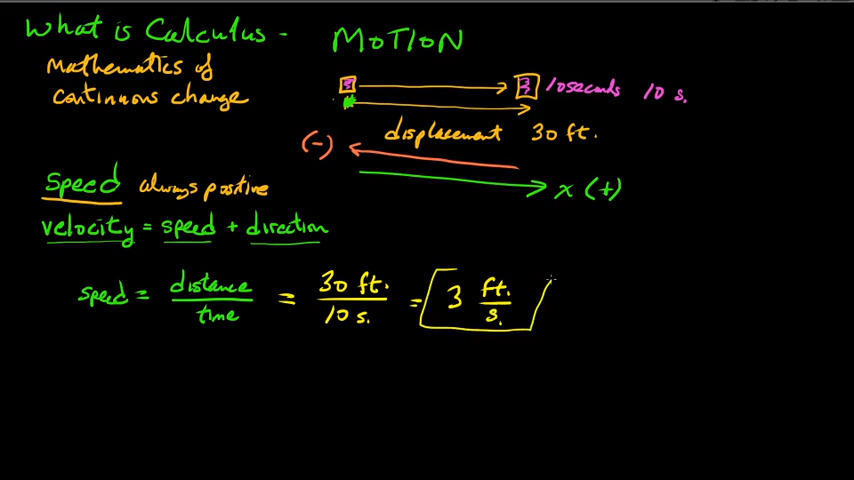 What is Calculus - MOTION
Mathematics of
continuous change
10 seconds 10 s.
displacement 30 ft.
(-)
x (+)
speed always positive
velocity = speed + direction
speed = distance / time = 30 ft. / 10 s. = 3 ft. / s.